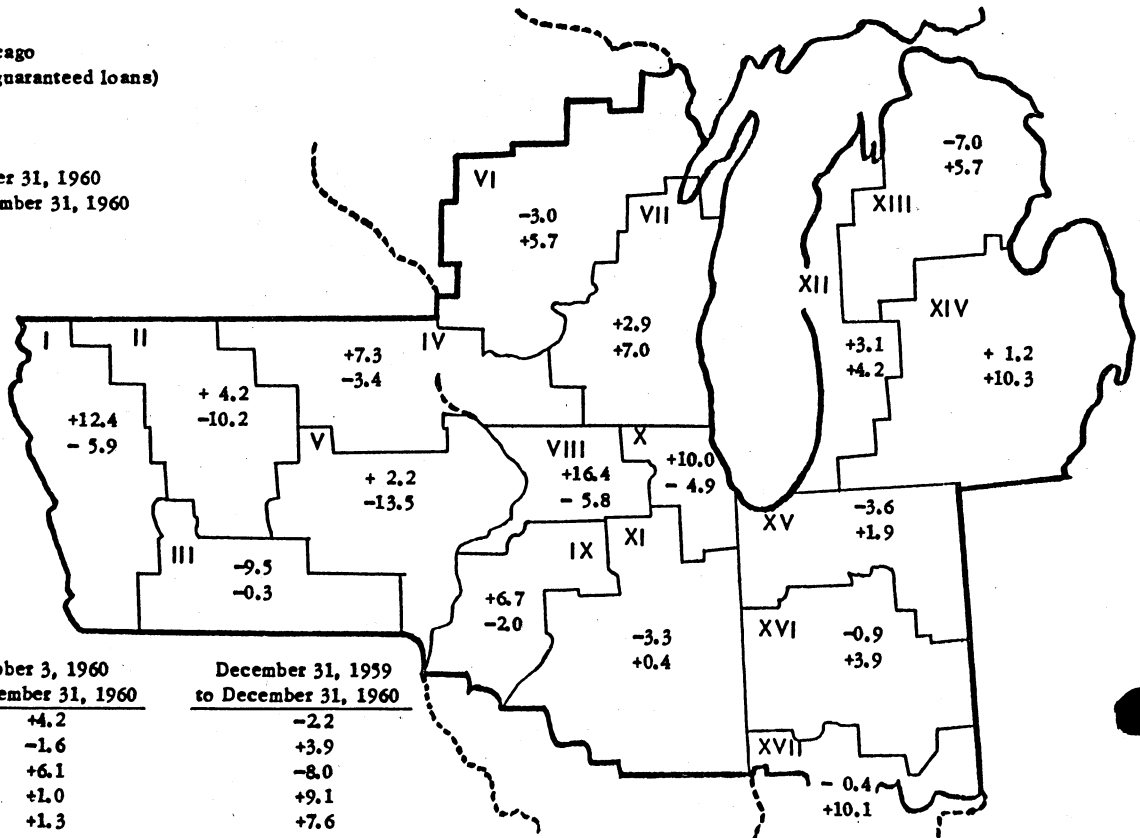 cago
guaranteed loans)
er 31, 1960
mber 31, 1960
VI
-3.0
+5.7
VII
+2.9
+7.0
-7.0
+5.7
XIII
XII
+3.1
+4.2
XIV
+ 1.2
+10.3
I
+12.4
- 5.9
II
+ 4.2
-10.2
IV
+7.3
-3.4
V
+ 2.2
-13.5
III
-9.5
-0.3
VIII
+16.4
- 5.8
X
+10.0
- 4.9
IX
+6.7
-2.0
XI
-3.3
+0.4
XV
-3.6
+1.9
XVI
-0.9
+3.9
XVII
- 0.4
+10.1
ober 3, 1960 December 31, 1959
ember 31, 1960 to December 31, 1960
+4.2 -2.2
-1.6 +3.9
+6.1 -8.0
+1.0 +9.1
+1.3 +7.6